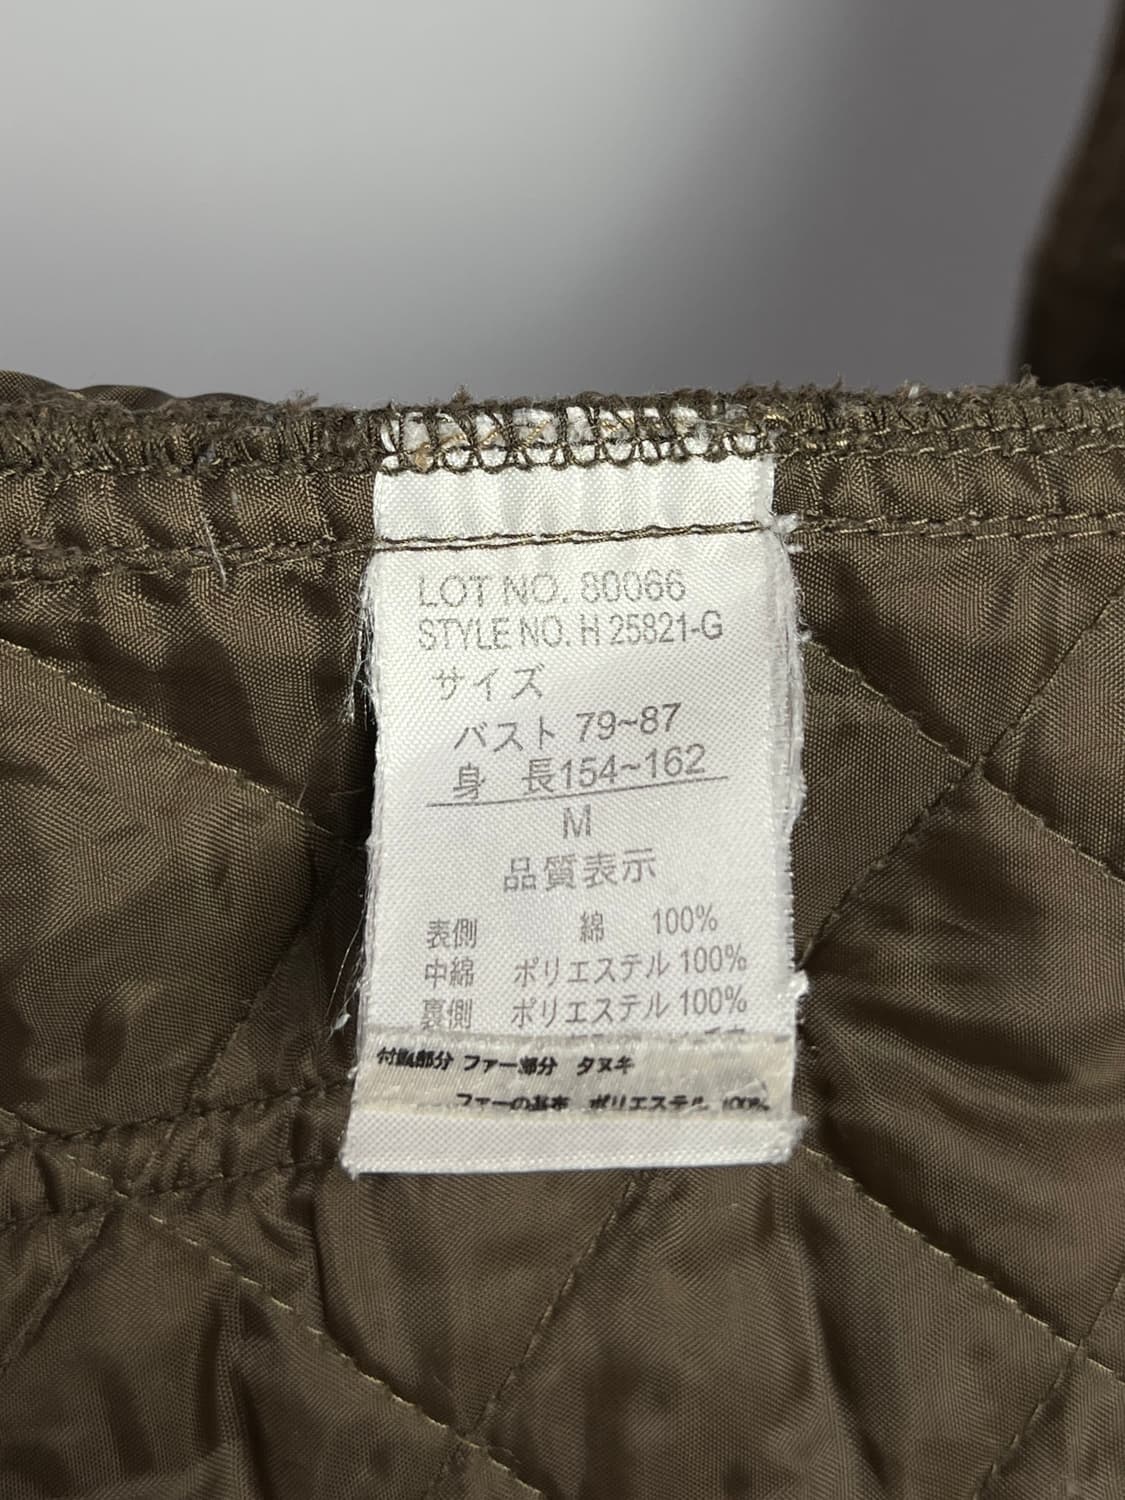 LOT NO. 80066
STYLE NO. H 25821-G
サイズ
バスト 79~87
身 長154~162
M
品質表示
表側 綿 100%
中綿 ポリエステル 100%
裏側 ポリエステル 100%
付属部分 ファー部分 タヌキ
ファーの基布 ポリエステル 100%